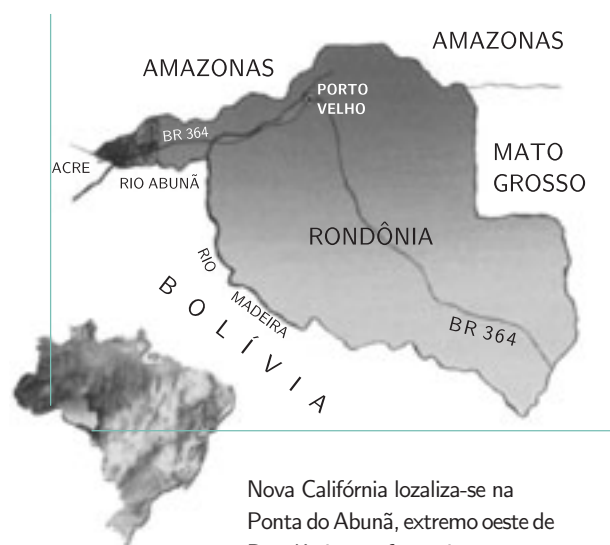 AMAZONAS
AMAZONAS
PORTO
VELHO
BR 364
ACRE
RIO ABUNÃ
MATO
GROSSO
RONDÔNIA
RIO
MADEIRA
BOLÍVIA
BR 364
Nova Califórnia lozaliza-se na
Ponta do Abunã, extremo oeste de